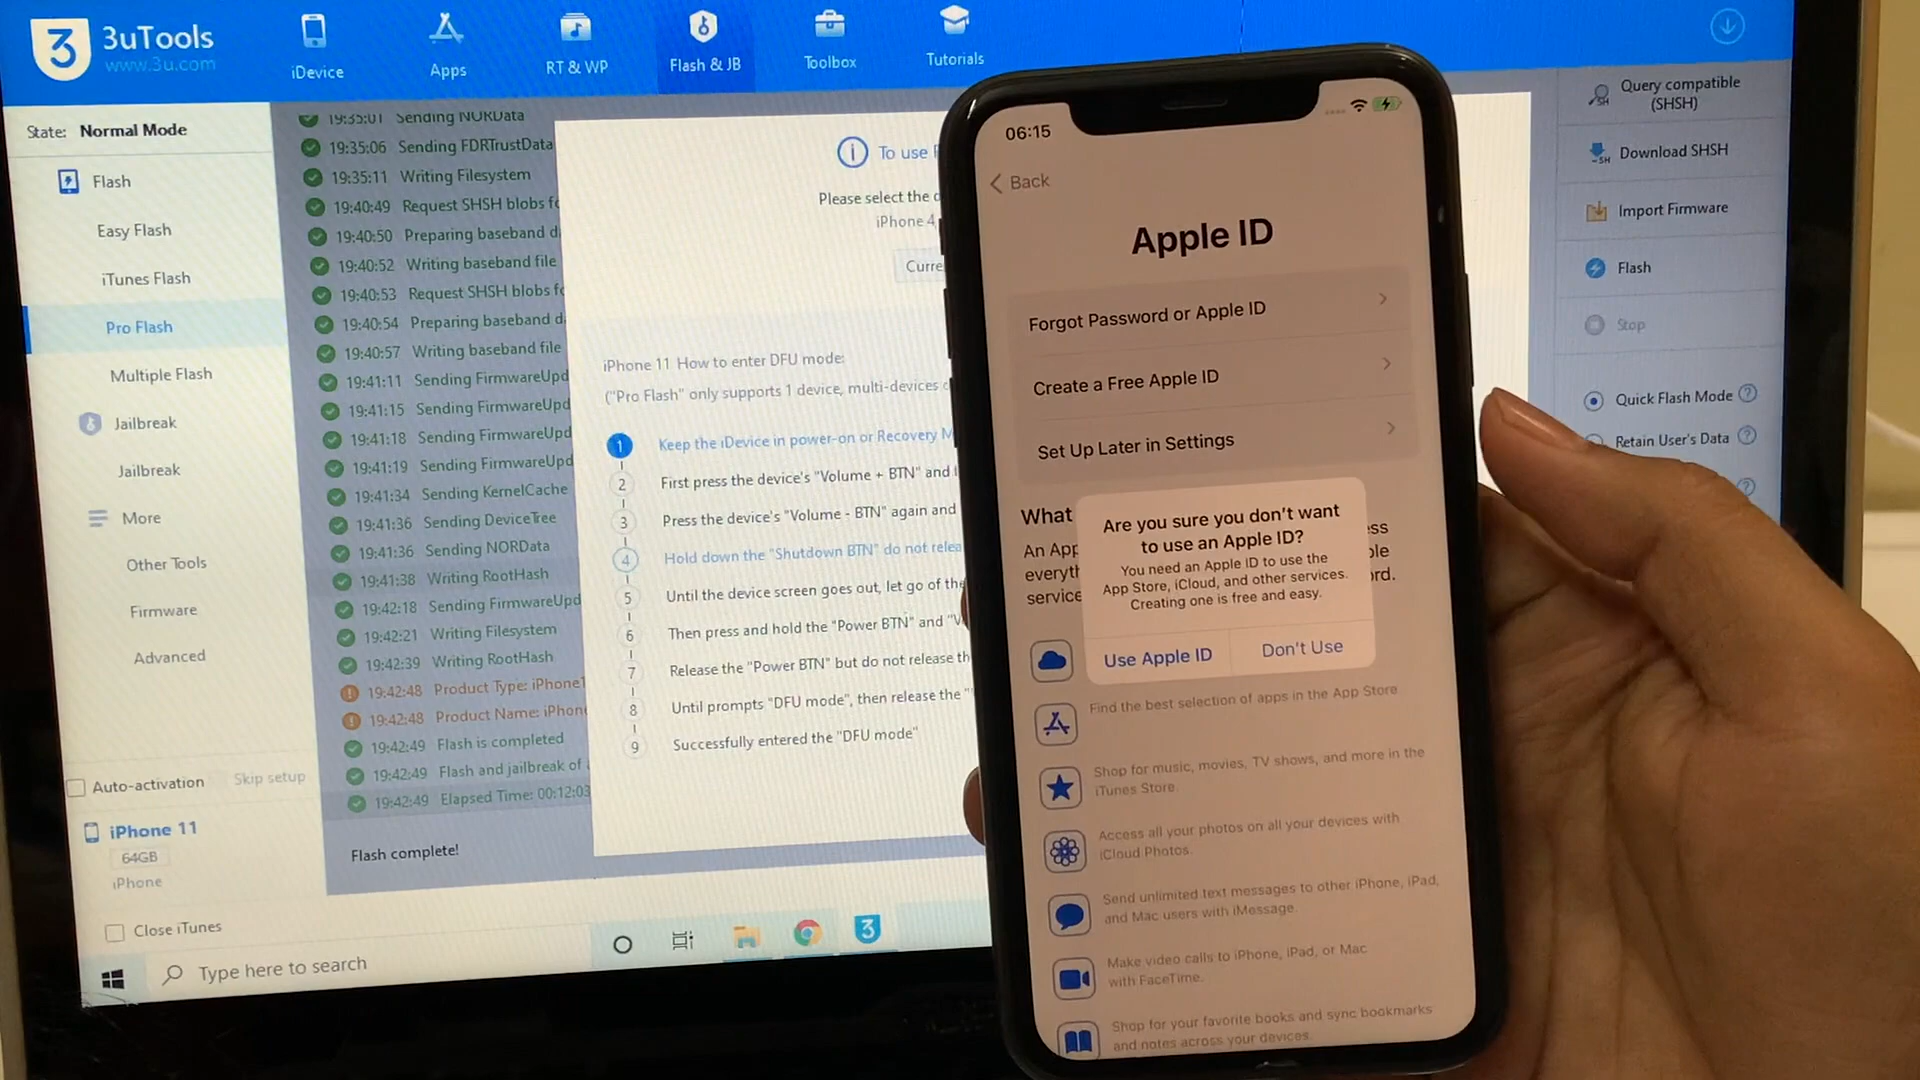 3uTools
www.3u.com
iDevice
Apps
RT & WP
Flash & JB
Toolbox
Tutorials
State: Normal Mode
Flash
Easy Flash
iTunes Flash
Pro Flash
Multiple Flash
Jailbreak
Jailbreak
More
Other Tools
Firmware
Advanced
Auto-activation Skip setup
iPhone 11
64GB
iPhone
Close iTunes
19:35:01 Sending NORData
19:35:06 Sending FDRTrustData
19:35:11 Writing Filesystem
19:40:49 Request SHSH blobs fo
19:40:50 Preparing baseband d
19:40:52 Writing baseband file
19:40:53 Request SHSH blobs fo
19:40:54 Preparing baseband da
19:40:57 Writing baseband file
19:41:11 Sending FirmwareUpd
19:41:15 Sending FirmwareUpd
19:41:18 Sending FirmwareUpd
19:41:19 Sending FirmwareUpd
19:41:34 Sending KernelCache
19:41:36 Sending DeviceTree
19:41:36 Sending NORData
19:41:38 Writing RootHash
19:42:18 Sending FirmwareUpd
19:42:21 Writing Filesystem
19:42:39 Writing RootHash
19:42:48 Product Type: iPhone1
19:42:48 Product Name: iPhone
19:42:49 Flash is completed
19:42:49 Flash and jailbreak of
19:42:49 Elapsed Time: 00:12:03
Flash complete!
To use
Please select the
iPhone 4,
Curre
iPhone 11 How to enter DFU mode:
("Pro Flash" only supports 1 device, multi-devices
1 Keep the iDevice in power-on or Recovery M
2 First press the device's "Volume + BTN" and
3 Press the device's "Volume - BTN" again and
4 Hold down the "Shutdown BTN" do not relea
5 Until the device screen goes out, let go of the
6 Then press and hold the "Power BTN" and "V
7 Release the "Power BTN" but do not release th
8 Until prompts "DFU mode", then release the "
9 Successfully entered the "DFU mode"
Query compatible
(SHSH)
Download SHSH
Import Firmware
Flash
Stop
Quick Flash Mode
Retain User's Data
Type here to search
06:15
Back
Apple ID
Forgot Password or Apple ID
Create a Free Apple ID
Set Up Later in Settings
What
An App
everyth
service
ess
ple
rd.
Are you sure you don't want
to use an Apple ID?
You need an Apple ID to use the
App Store, iCloud, and other services.
Creating one is free and easy.
Use Apple ID Don't Use
Find the best selection of apps in the App Store
Shop for music, movies, TV shows, and more in the
iTunes Store.
Access all your photos on all your devices with
iCloud Photos.
Send unlimited text messages to other iPhone, iPad,
and Mac users with iMessage.
Make video calls to iPhone, iPad, or Mac
with FaceTime.
Shop for your favorite books and sync bookmarks
and notes across your devices.